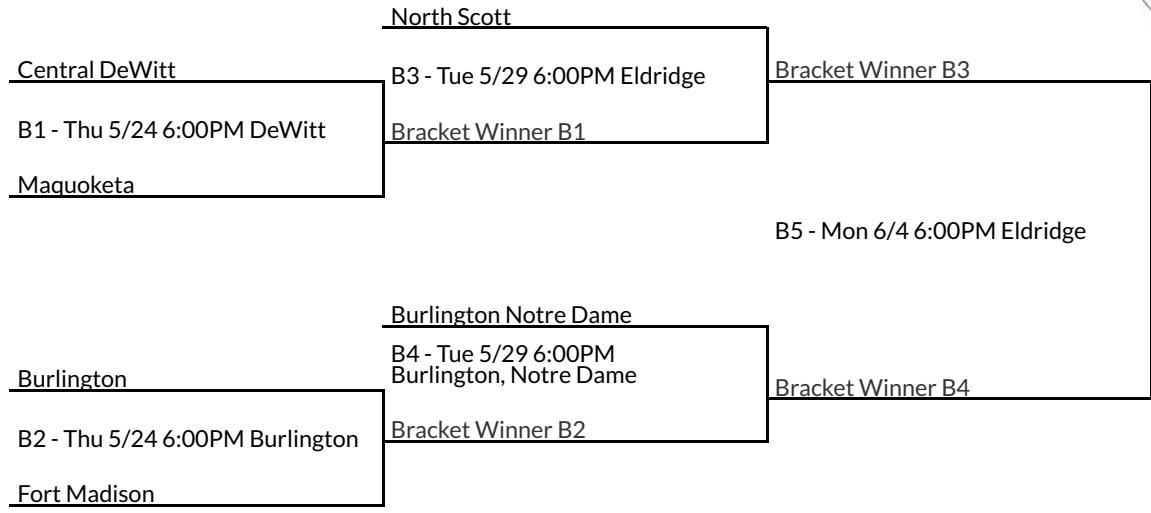 North Scott
Central DeWitt
B3 - Tue 5/29 6:00PM Eldridge
Bracket Winner B3
B1 - Thu 5/24 6:00PM DeWitt
Bracket Winner B1
Maquoketa
B5 - Mon 6/4 6:00PM Eldridge
Burlington Notre Dame
B4 - Tue 5/29 6:00PM
Burlington, Notre Dame
Burlington
Bracket Winner B4
B2 - Thu 5/24 6:00PM Burlington
Bracket Winner B2
Fort Madison